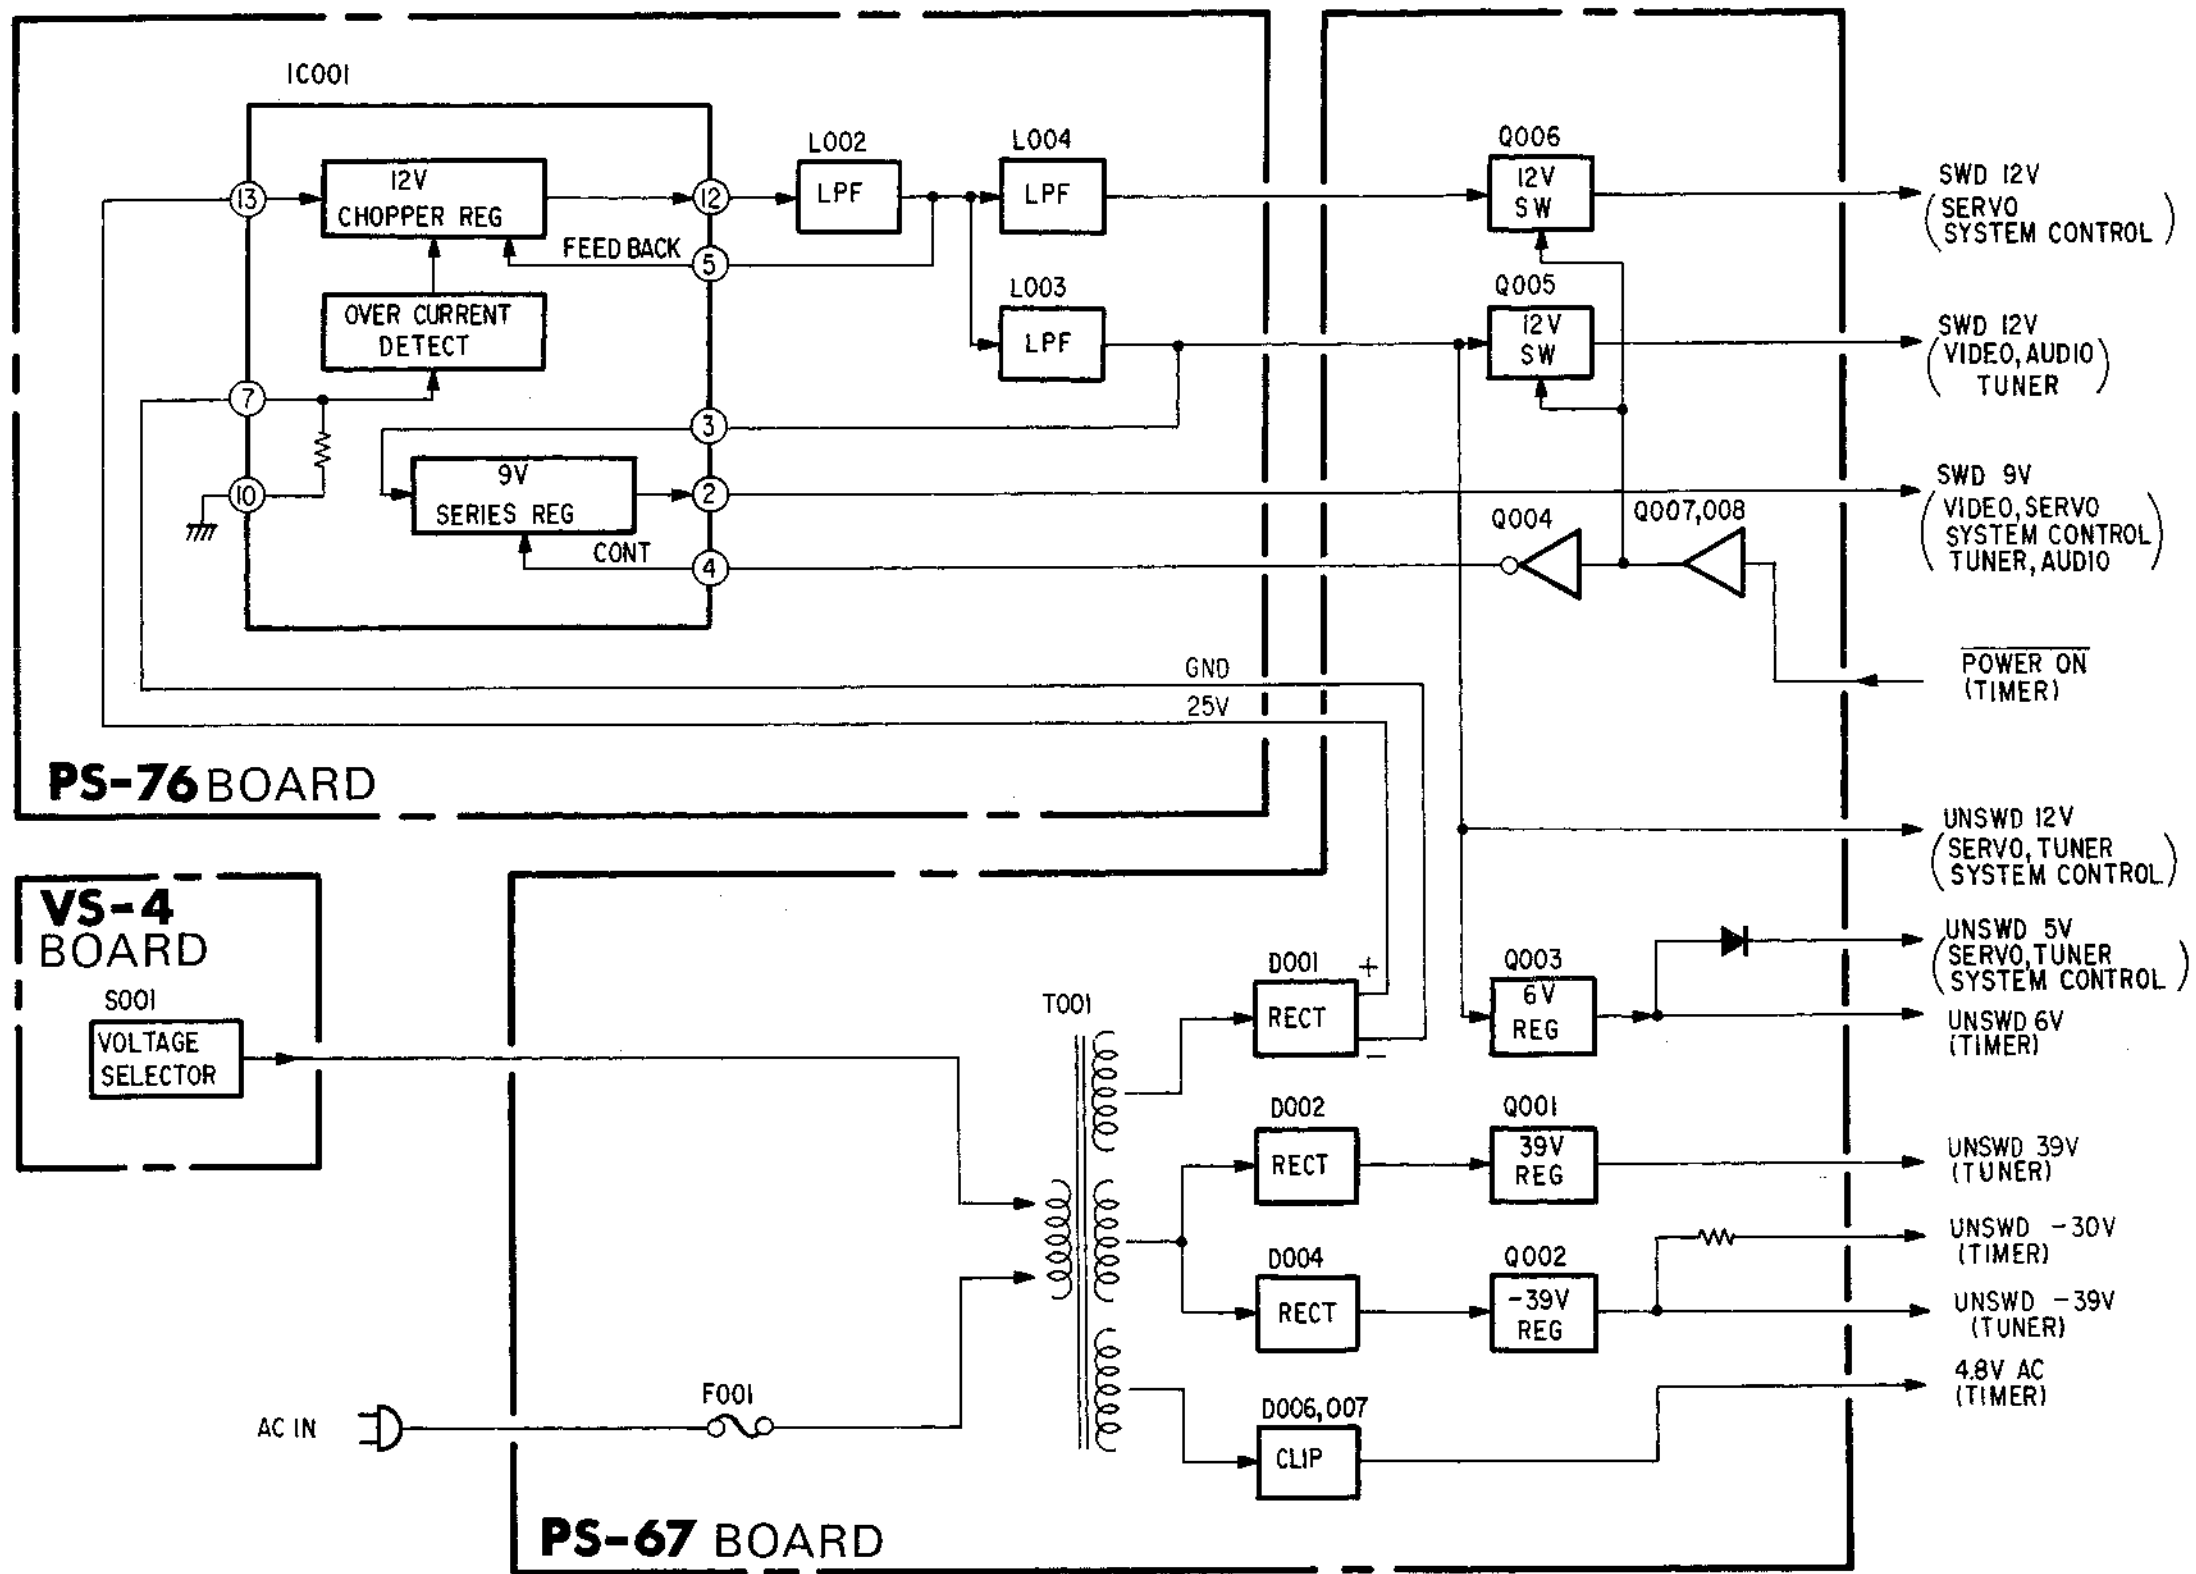 IC001
12V
CHOPPER REG
13
12
FEED BACK
5
OVER CURRENT
DETECT
7
3
10
9V
SERIES REG
2
CONT
4
L002
LPF
L004
LPF
L003
LPF
Q006
12V
SW
Q005
12V
SW
Q004
Q007,008
SWD 12V
(SERVO
SYSTEM CONTROL)
SWD 12V
(VIDEO, AUDIO
TUNER)
SWD 9V
(VIDEO, SERVO
SYSTEM CONTROL
TUNER, AUDIO)
POWER ON
(TIMER)
GND
25V
PS-76 BOARD
UNSWD 12V
(SERVO, TUNER
SYSTEM CONTROL)
VS-4
BOARD
S001
VOLTAGE
SELECTOR
T001
D001
+
RECT
−
Q003
6V
REG
UNSWD 5V
(SERVO, TUNER
SYSTEM CONTROL)
UNSWD 6V
(TIMER)
D002
RECT
Q001
39V
REG
UNSWD 39V
(TUNER)
D004
RECT
Q002
-39V
REG
UNSWD -30V
(TIMER)
UNSWD -39V
(TUNER)
D006,007
CLIP
4.8V AC
(TIMER)
AC IN
F001
PS-67 BOARD